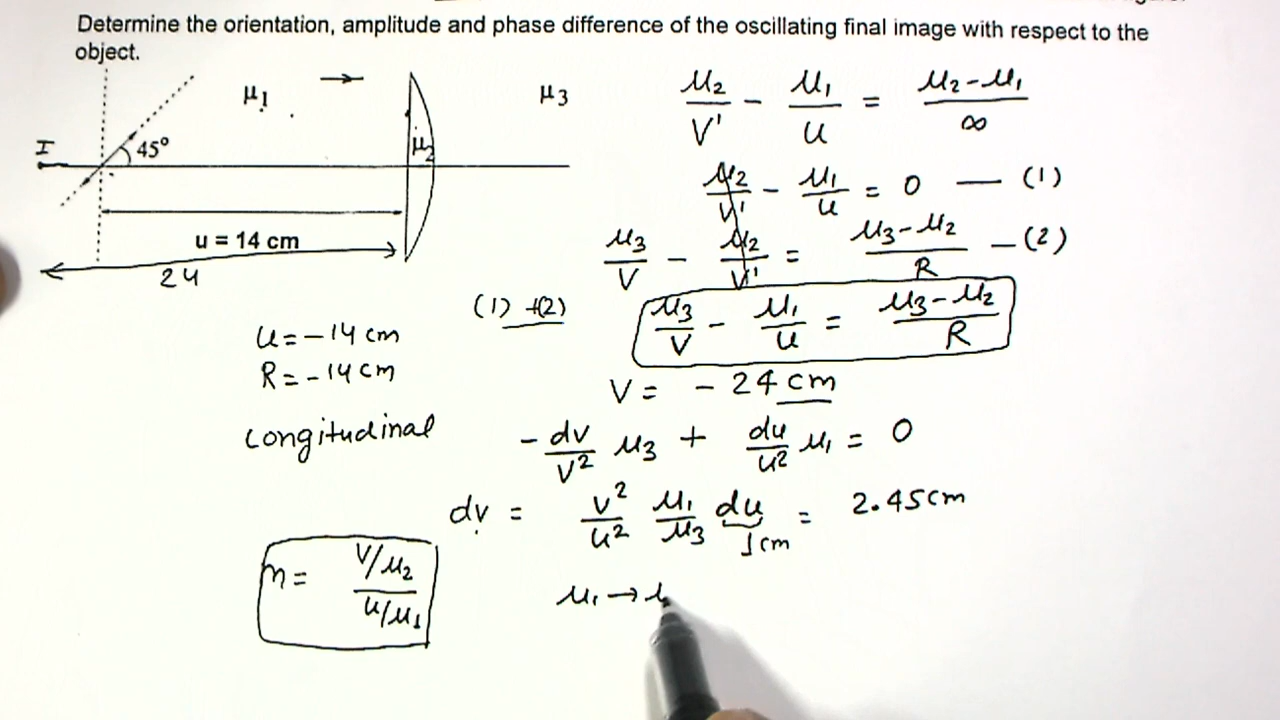 Determine the orientation, amplitude and phase difference of the oscillating final image with respect to the
object.
I
45°
μ1
μ2
μ3
u = 14 cm
24
u = -14 cm
R = -14 cm
Longitudinal
μ2/V' - μ1/u = μ2-μ1/∞
μ2/V' - μ1/u = 0 — (1)
μ3/V - μ2/V' = μ3-μ2/R — (2)
(1) + (2)
μ3/V - μ1/u = μ3-μ2/R
V = - 24 cm
- dv/V² μ3 + du/u² μ1 = 0
dv = V²/u² μ1/μ3 du = 2.45 cm
1 cm
m = V/μ2 / u/μ1
μ1 →